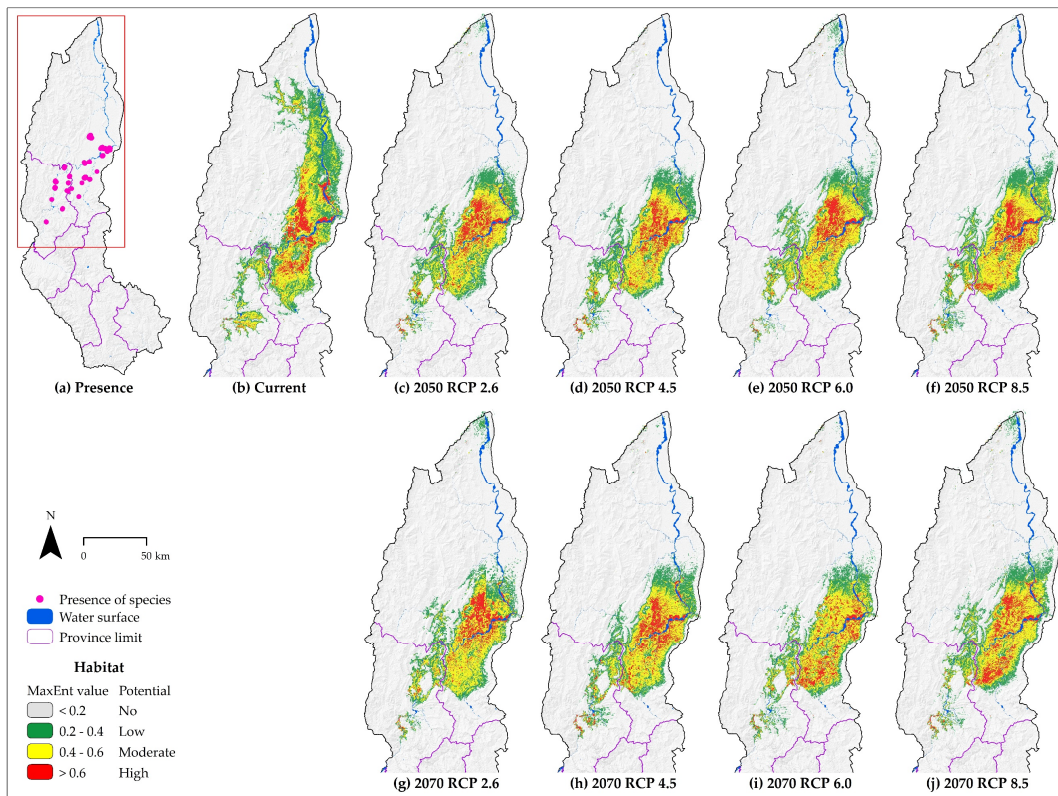 (a) Presence
(b) Current
(c) 2050 RCP 2.6
(d) 2050 RCP 4.5
(e) 2050 RCP 6.0
(f) 2050 RCP 8.5
N
0 50 km
Presence of species
Water surface
Province limit
Habitat
MaxEnt value Potential
< 0.2 No
0.2 - 0.4 Low
0.4 - 0.6 Moderate
> 0.6 High
(g) 2070 RCP 2.6
(h) 2070 RCP 4.5
(i) 2070 RCP 6.0
(j) 2070 RCP 8.5